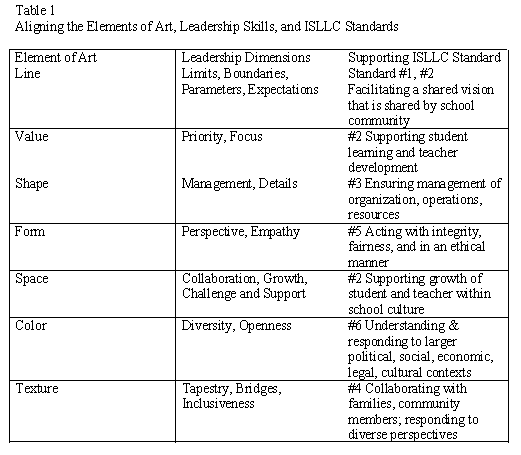 Table 1
Aligning the Elements of Art, Leadership Skills, and ISLLC Standards
Element of Art
Leadership Dimensions
Supporting ISLLC Standard
Line
Limits, Boundaries,
Parameters, Expectations
Standard #1, #2
Facilitating a shared vision
that is shared by school
community
Value
Priority, Focus
#2 Supporting student
learning and teacher
development
Shape
Management, Details
#3 Ensuring management of
organization, operations,
resources
Form
Perspective, Empathy
#5 Acting with integrity,
fairness, and in an ethical
manner
Space
Collaboration, Growth,
Challenge and Support
#2 Supporting growth of
student and teacher within
school culture
Color
Diversity, Openness
#6 Understanding &
responding to larger
political, social, economic,
legal, cultural contexts
Texture
Tapestry, Bridges,
Inclusiveness
#4 Collaborating with
families, community
members; responding to
diverse perspectives